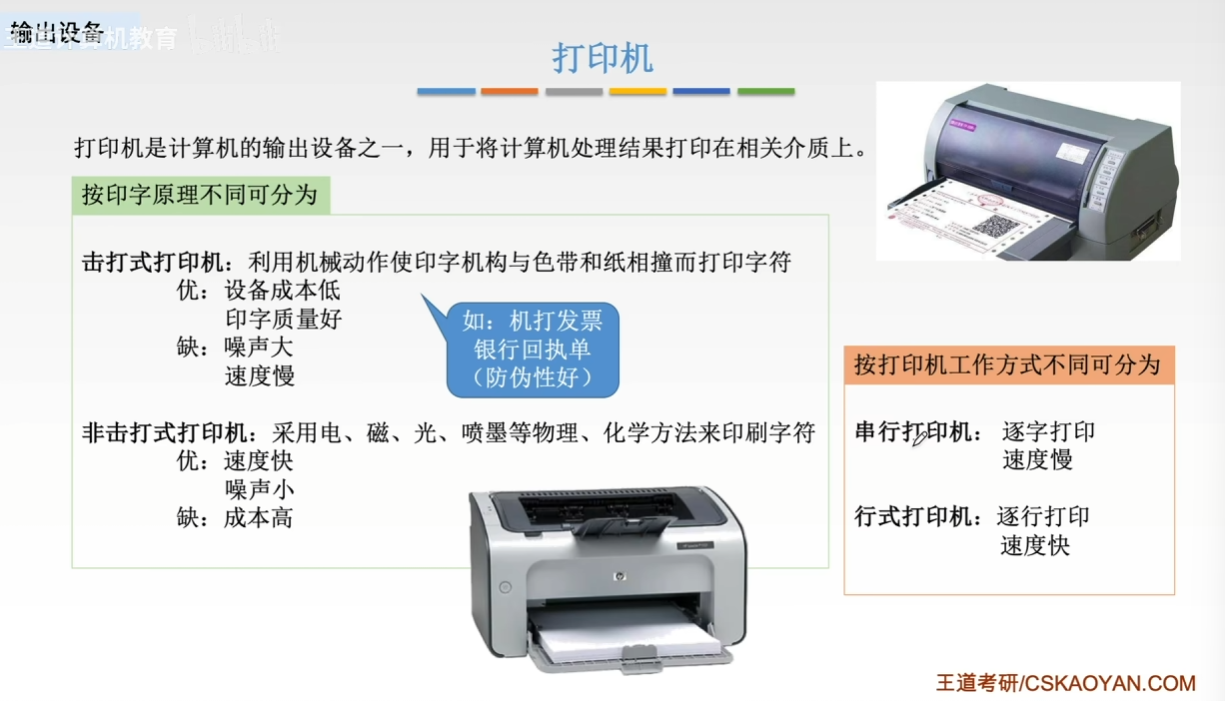 输出设备
王道计算机教育
打印机
打印机是计算机的输出设备之一，用于将计算机处理结果打印在相关介质上。
按印字原理不同可分为
击打式打印机：利用机械动作使印字机构与色带和纸相撞而打印字符
优：设备成本低
印字质量好
缺：噪声大
速度慢
如：机打发票
银行回执单
（防伪性好）
非击打式打印机：采用电、磁、光、喷墨等物理、化学方法来印刷字符
优：速度快
噪声小
缺：成本高
按打印机工作方式不同可分为
串行打印机：逐字打印
速度慢
行式打印机：逐行打印
速度快
王道考研/CSKAOYAN.COM